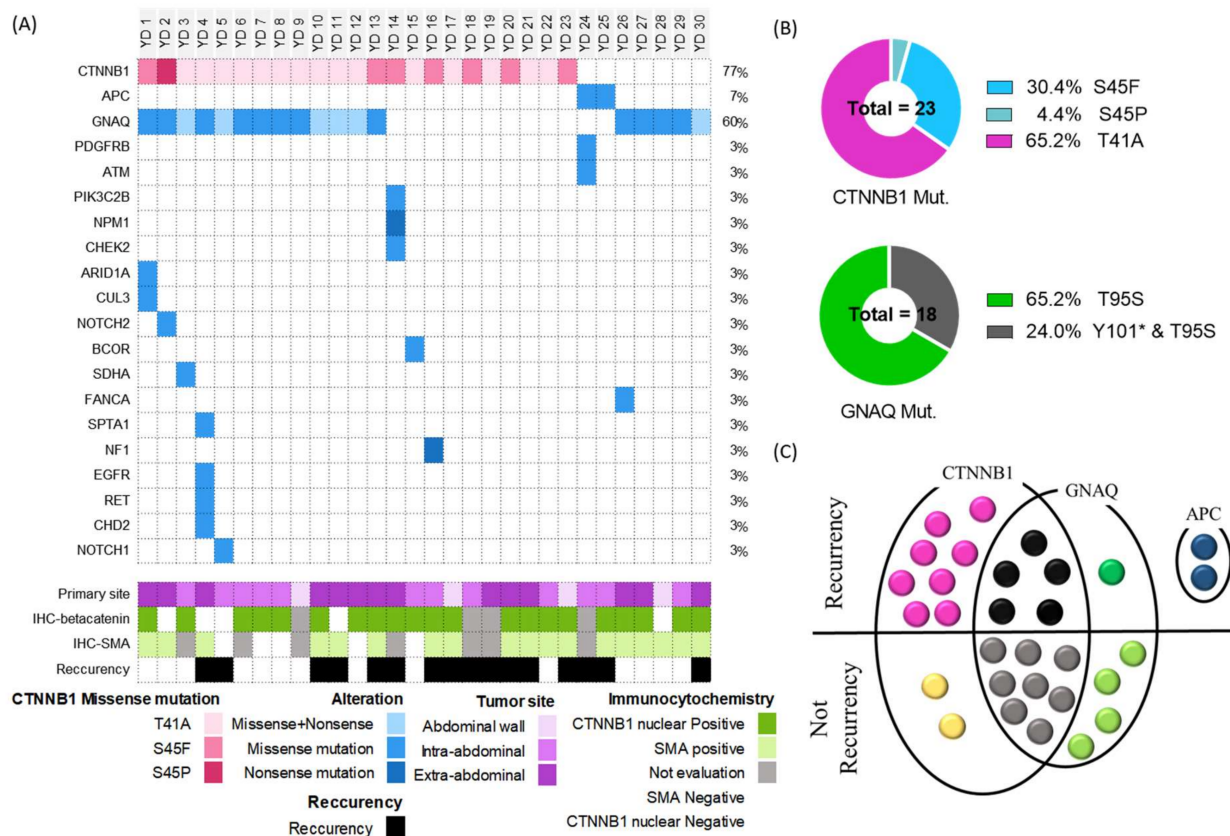 (A)
YD 1 YD 2 YD 3 YD 4 YD 5 YD 6 YD 7 YD 8 YD 9 YD 10 YD 11 YD 12 YD 13 YD 14 YD 15 YD 16 YD 17 YD 18 YD 19 YD 20 YD 21 YD 22 YD 23 YD 24 YD 25 YD 26 YD 27 YD 28 YD 29 YD 30
CTNNB1 77%
APC 7%
GNAQ 60%
PDGFRB 3%
ATM 3%
PIK3C2B 3%
NPM1 3%
CHEK2 3%
ARID1A 3%
CUL3 3%
NOTCH2 3%
BCOR 3%
SDHA 3%
FANCA 3%
SPTA1 3%
NF1 3%
EGFR 3%
RET 3%
CHD2 3%
NOTCH1 3%
Primary site
IHC-betacatenin
IHC-SMA
Reccurency
CTNNB1 Missense mutation
T41A
S45F
S45P
Alteration
Missense+Nonsense
Missense mutation
Nonsense mutation
Reccurency
Reccurency
Tumor site
Abdominal wall
Intra-abdominal
Extra-abdominal
Immunocytochemistry
CTNNB1 nuclear Positive
SMA positive
Not evaluation
SMA Negative
CTNNB1 nuclear Negative
(B)
Total = 23
30.4% S45F
4.4% S45P
65.2% T41A
CTNNB1 Mut.
Total = 18
65.2% T95S
24.0% Y101* & T95S
GNAQ Mut.
(C)
CTNNB1
GNAQ
APC
Recurrency
Not
Recurrency